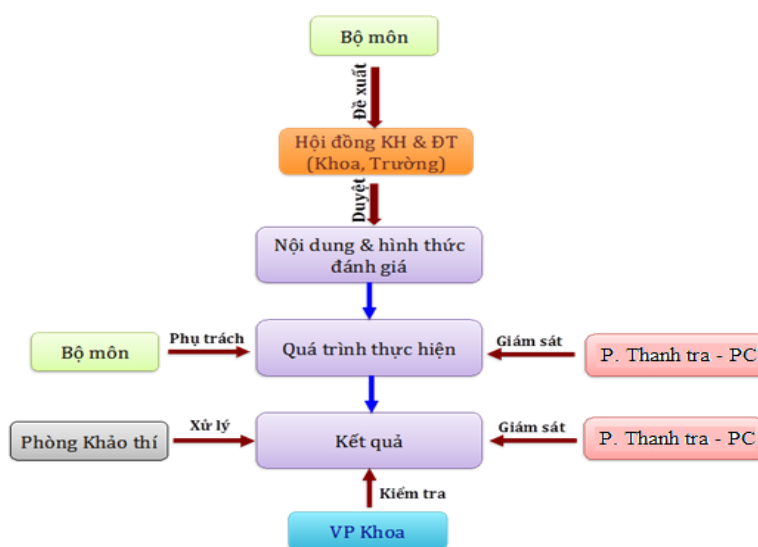 Bộ môn
Đề xuất
Hội đồng KH & ĐT
(Khoa, Trường)
Duyệt
Nội dung & hình thức
đánh giá
Bộ môn
Phụ trách
Quá trình thực hiện
Giám sát
P. Thanh tra - PC
Phòng Khảo thí
Xử lý
Kết quả
Giám sát
P. Thanh tra - PC
Kiểm tra
VP Khoa